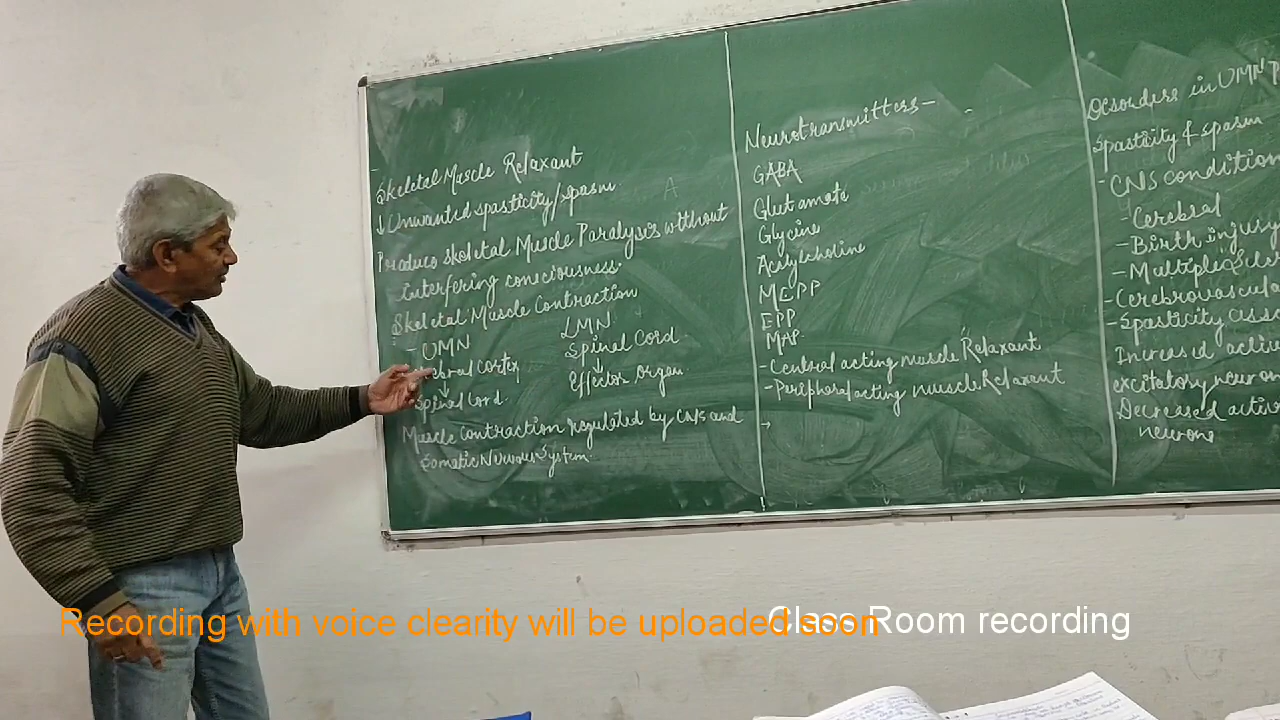 Skeletal Muscle Relaxant
↓ Unwanted spasticity/spasm
Produce skeletal Muscle Paralysis without
Interfering consciousness.
Skeletal Muscle Contraction
- UMN LMN
Cortex Spinal Cord
↓ ↓
Spinal Cord. Effector Organ.
Muscle Contraction regulated by CNS and
Somatic Nervous System.
Neurotransmitters-
GABA
Glutamate
Glycine
Acetylcholine
MEPP
EPP
MAP
- Central acting muscle Relaxant
- Peripheral acting muscle Relaxant
→
Disorders in UMN
Spasticity & spasm
- CNS condition
- Cerebral
- Birth injury
- Multiple
- Cerebrovascular
- Spasticity
Increased
excitatory neuron
Decreased
neurone
Recording with voice clearity will be uploaded soon
Class Room recording